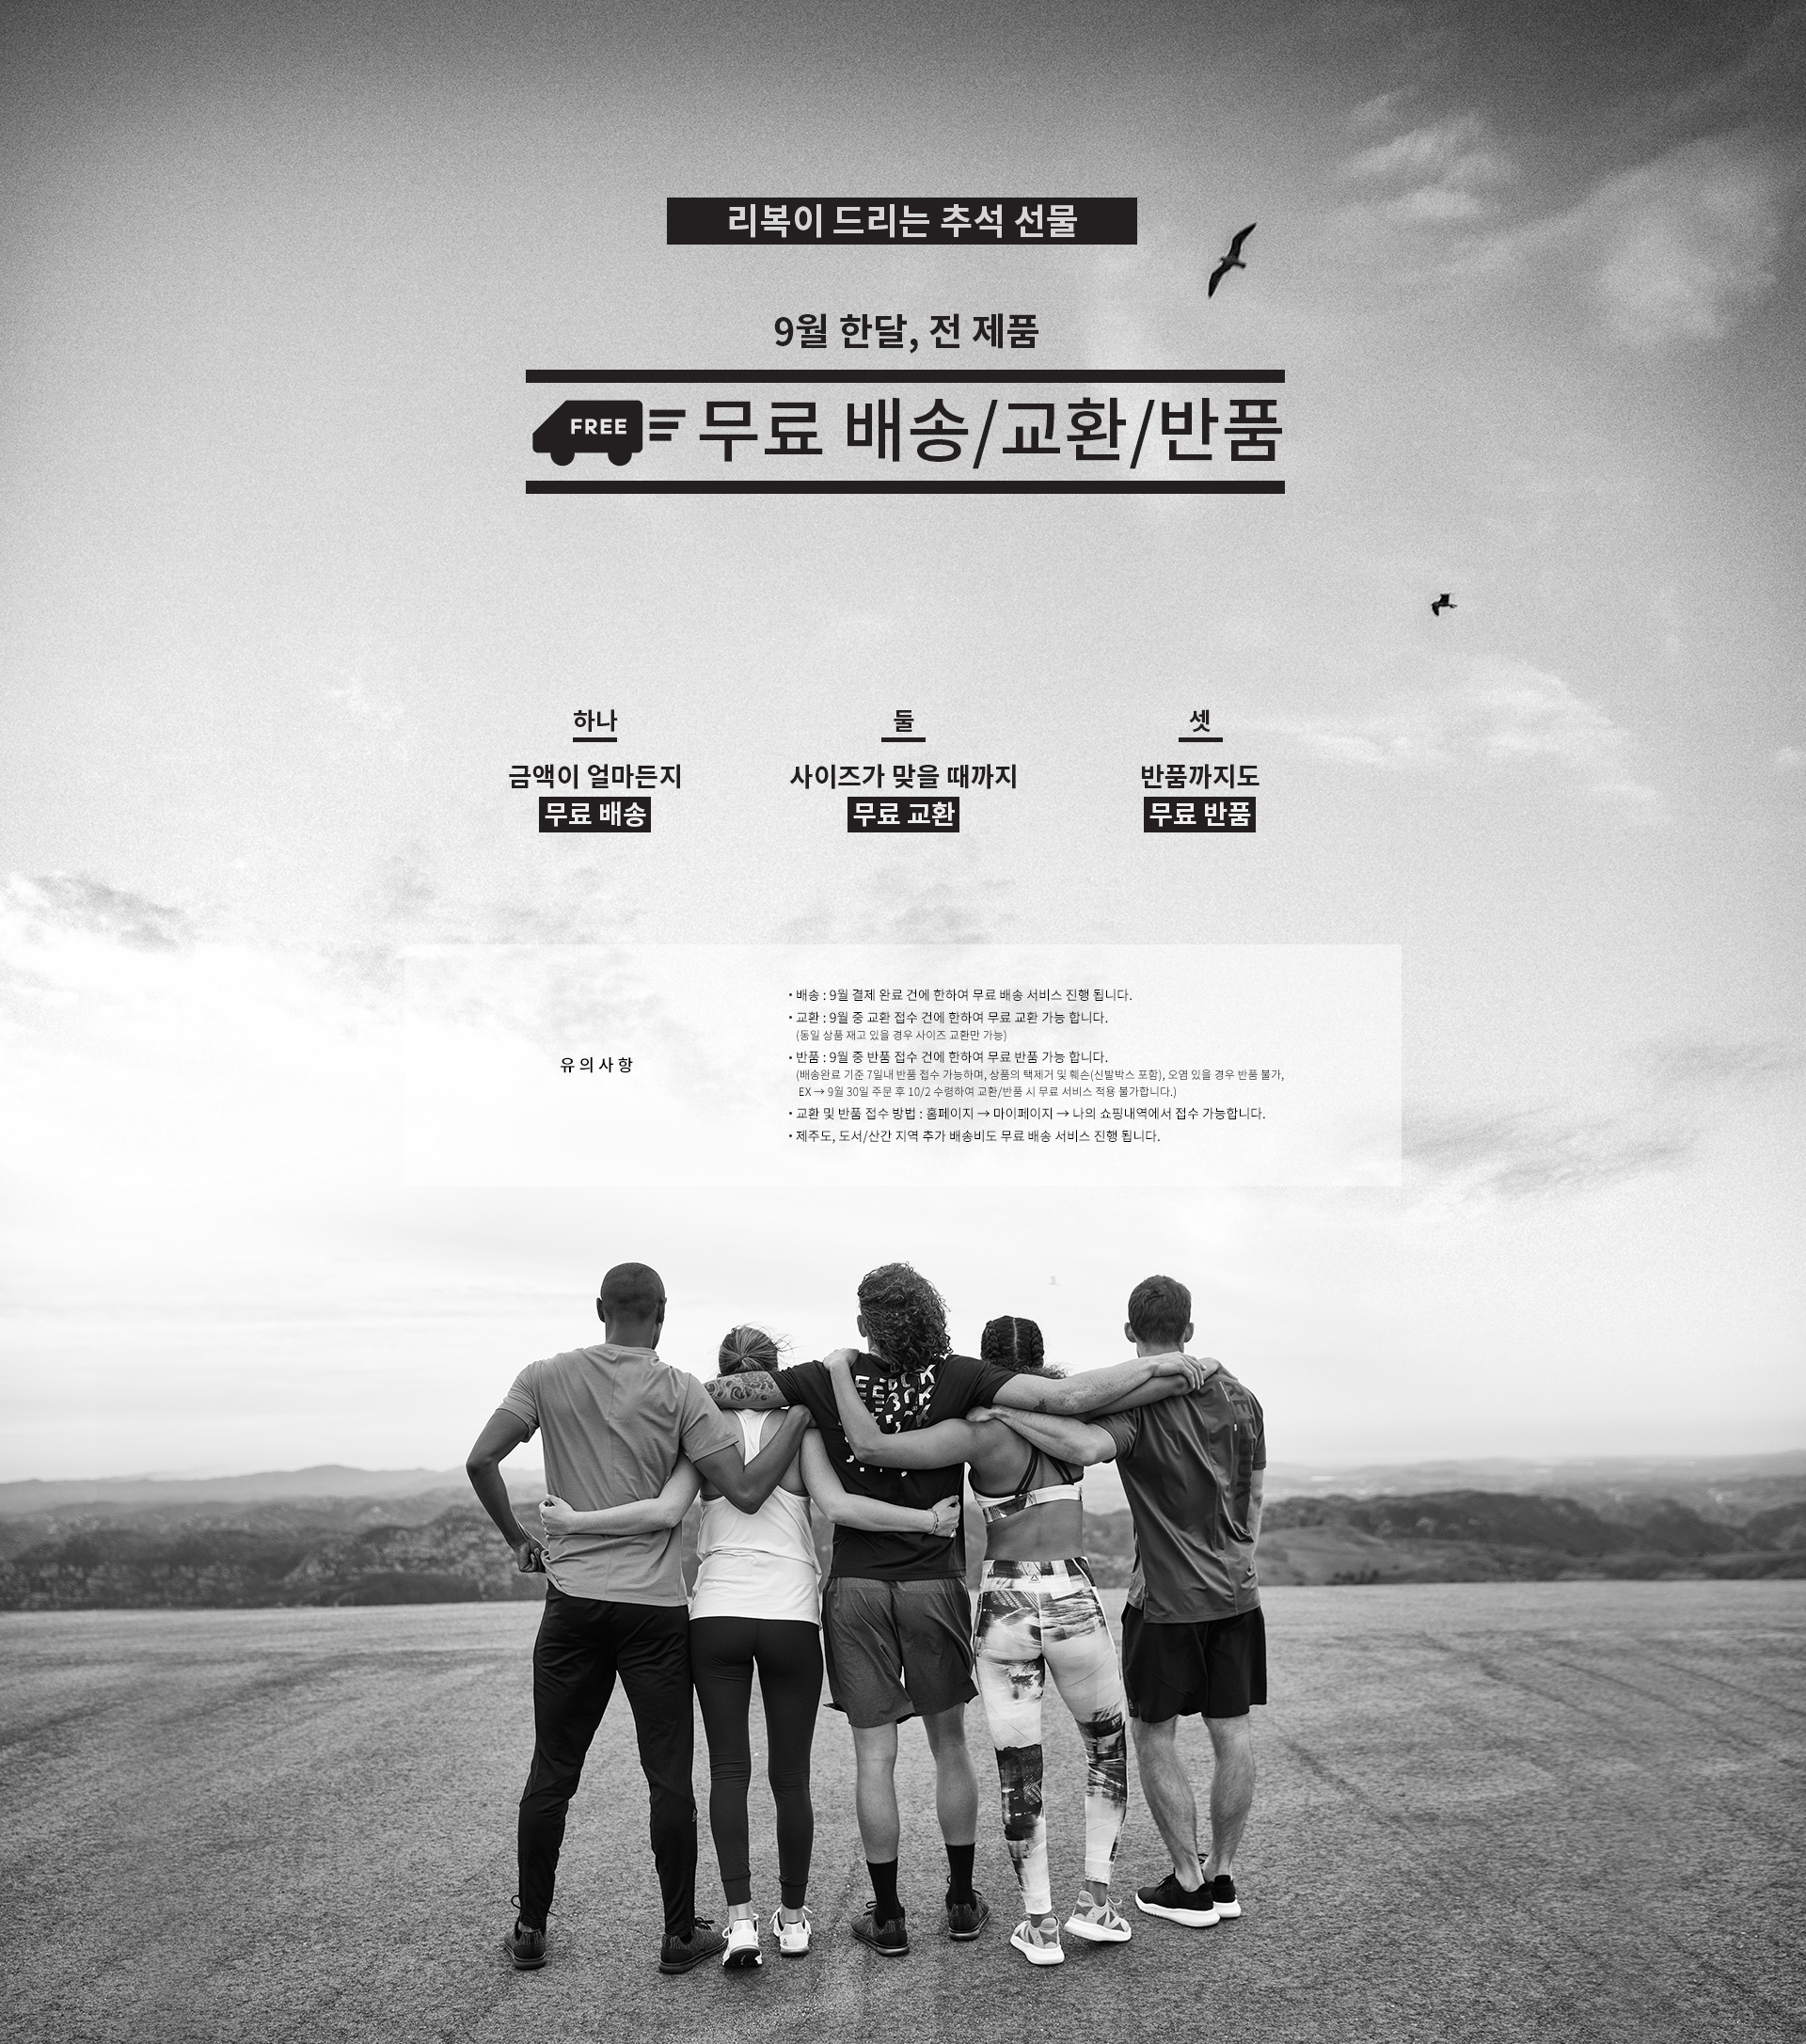 리복이 드리는 추석 선물
9월 한달, 전 제품
FREE 무료 배송/교환/반품
하나
금액이 얼마든지
무료 배송
둘
사이즈가 맞을 때까지
무료 교환
셋
반품까지도
무료 반품
유의사항
• 배송 : 9월 결제 완료 건에 한하여 무료 배송 서비스 진행 됩니다.
• 교환 : 9월 중 교환 접수 건에 한하여 무료 교환 가능 합니다.
(동일 상품 재고 있을 경우 사이즈 교환만 가능)
• 반품 : 9월 중 반품 접수 건에 한하여 무료 반품 가능 합니다.
(배송완료 기준 7일내 반품 접수 가능하며, 상품의 택제거 및 훼손(신발박스 포함), 오염 있을 경우 반품 불가,
EX → 9월 30일 주문 후 10/2 수령하여 교환/반품 시 무료 서비스 적용 불가합니다.)
• 교환 및 반품 접수 방법 : 홈페이지 → 마이페이지 → 나의 쇼핑내역에서 접수 가능합니다.
• 제주도, 도서/산간 지역 추가 배송비도 무료 배송 서비스 진행 됩니다.